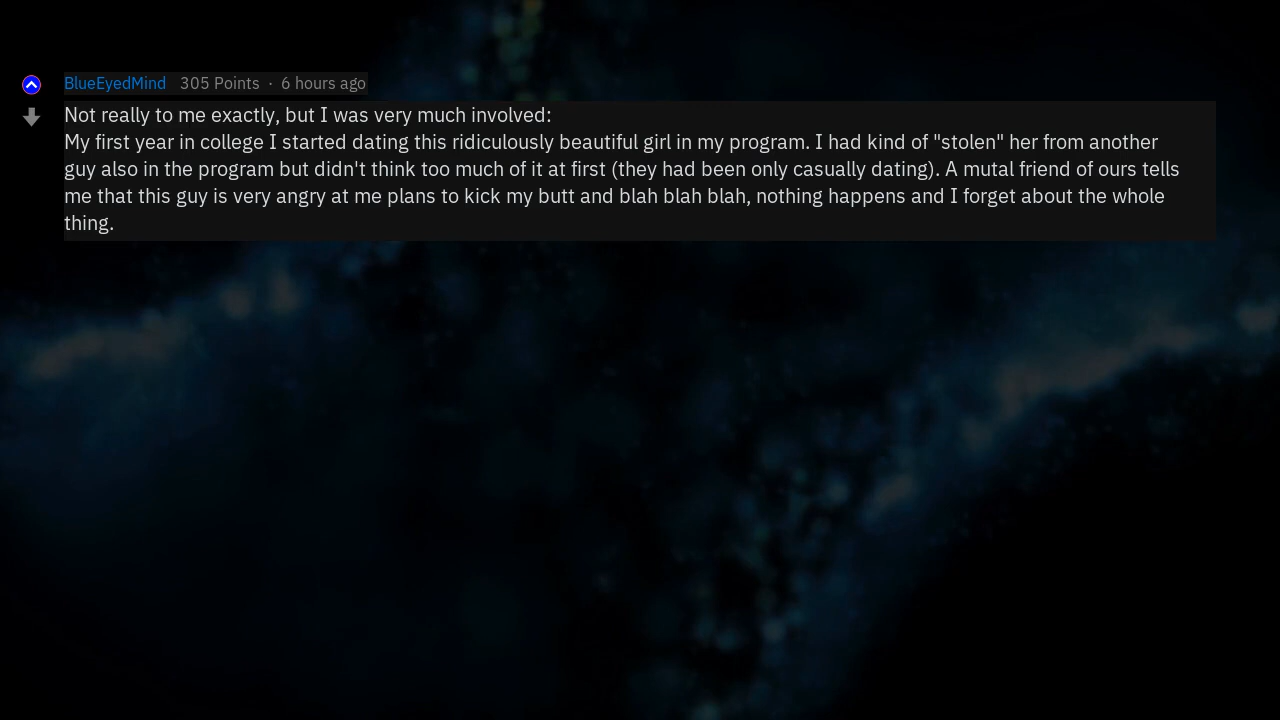 BlueEyedMind 305 Points · 6 hours ago
Not really to me exactly, but I was very much involved:
My first year in college I started dating this ridiculously beautiful girl in my program. I had kind of "stolen" her from another
guy also in the program but didn't think too much of it at first (they had been only casually dating). A mutal friend of ours tells
me that this guy is very angry at me plans to kick my butt and blah blah blah, nothing happens and I forget about the whole
thing.